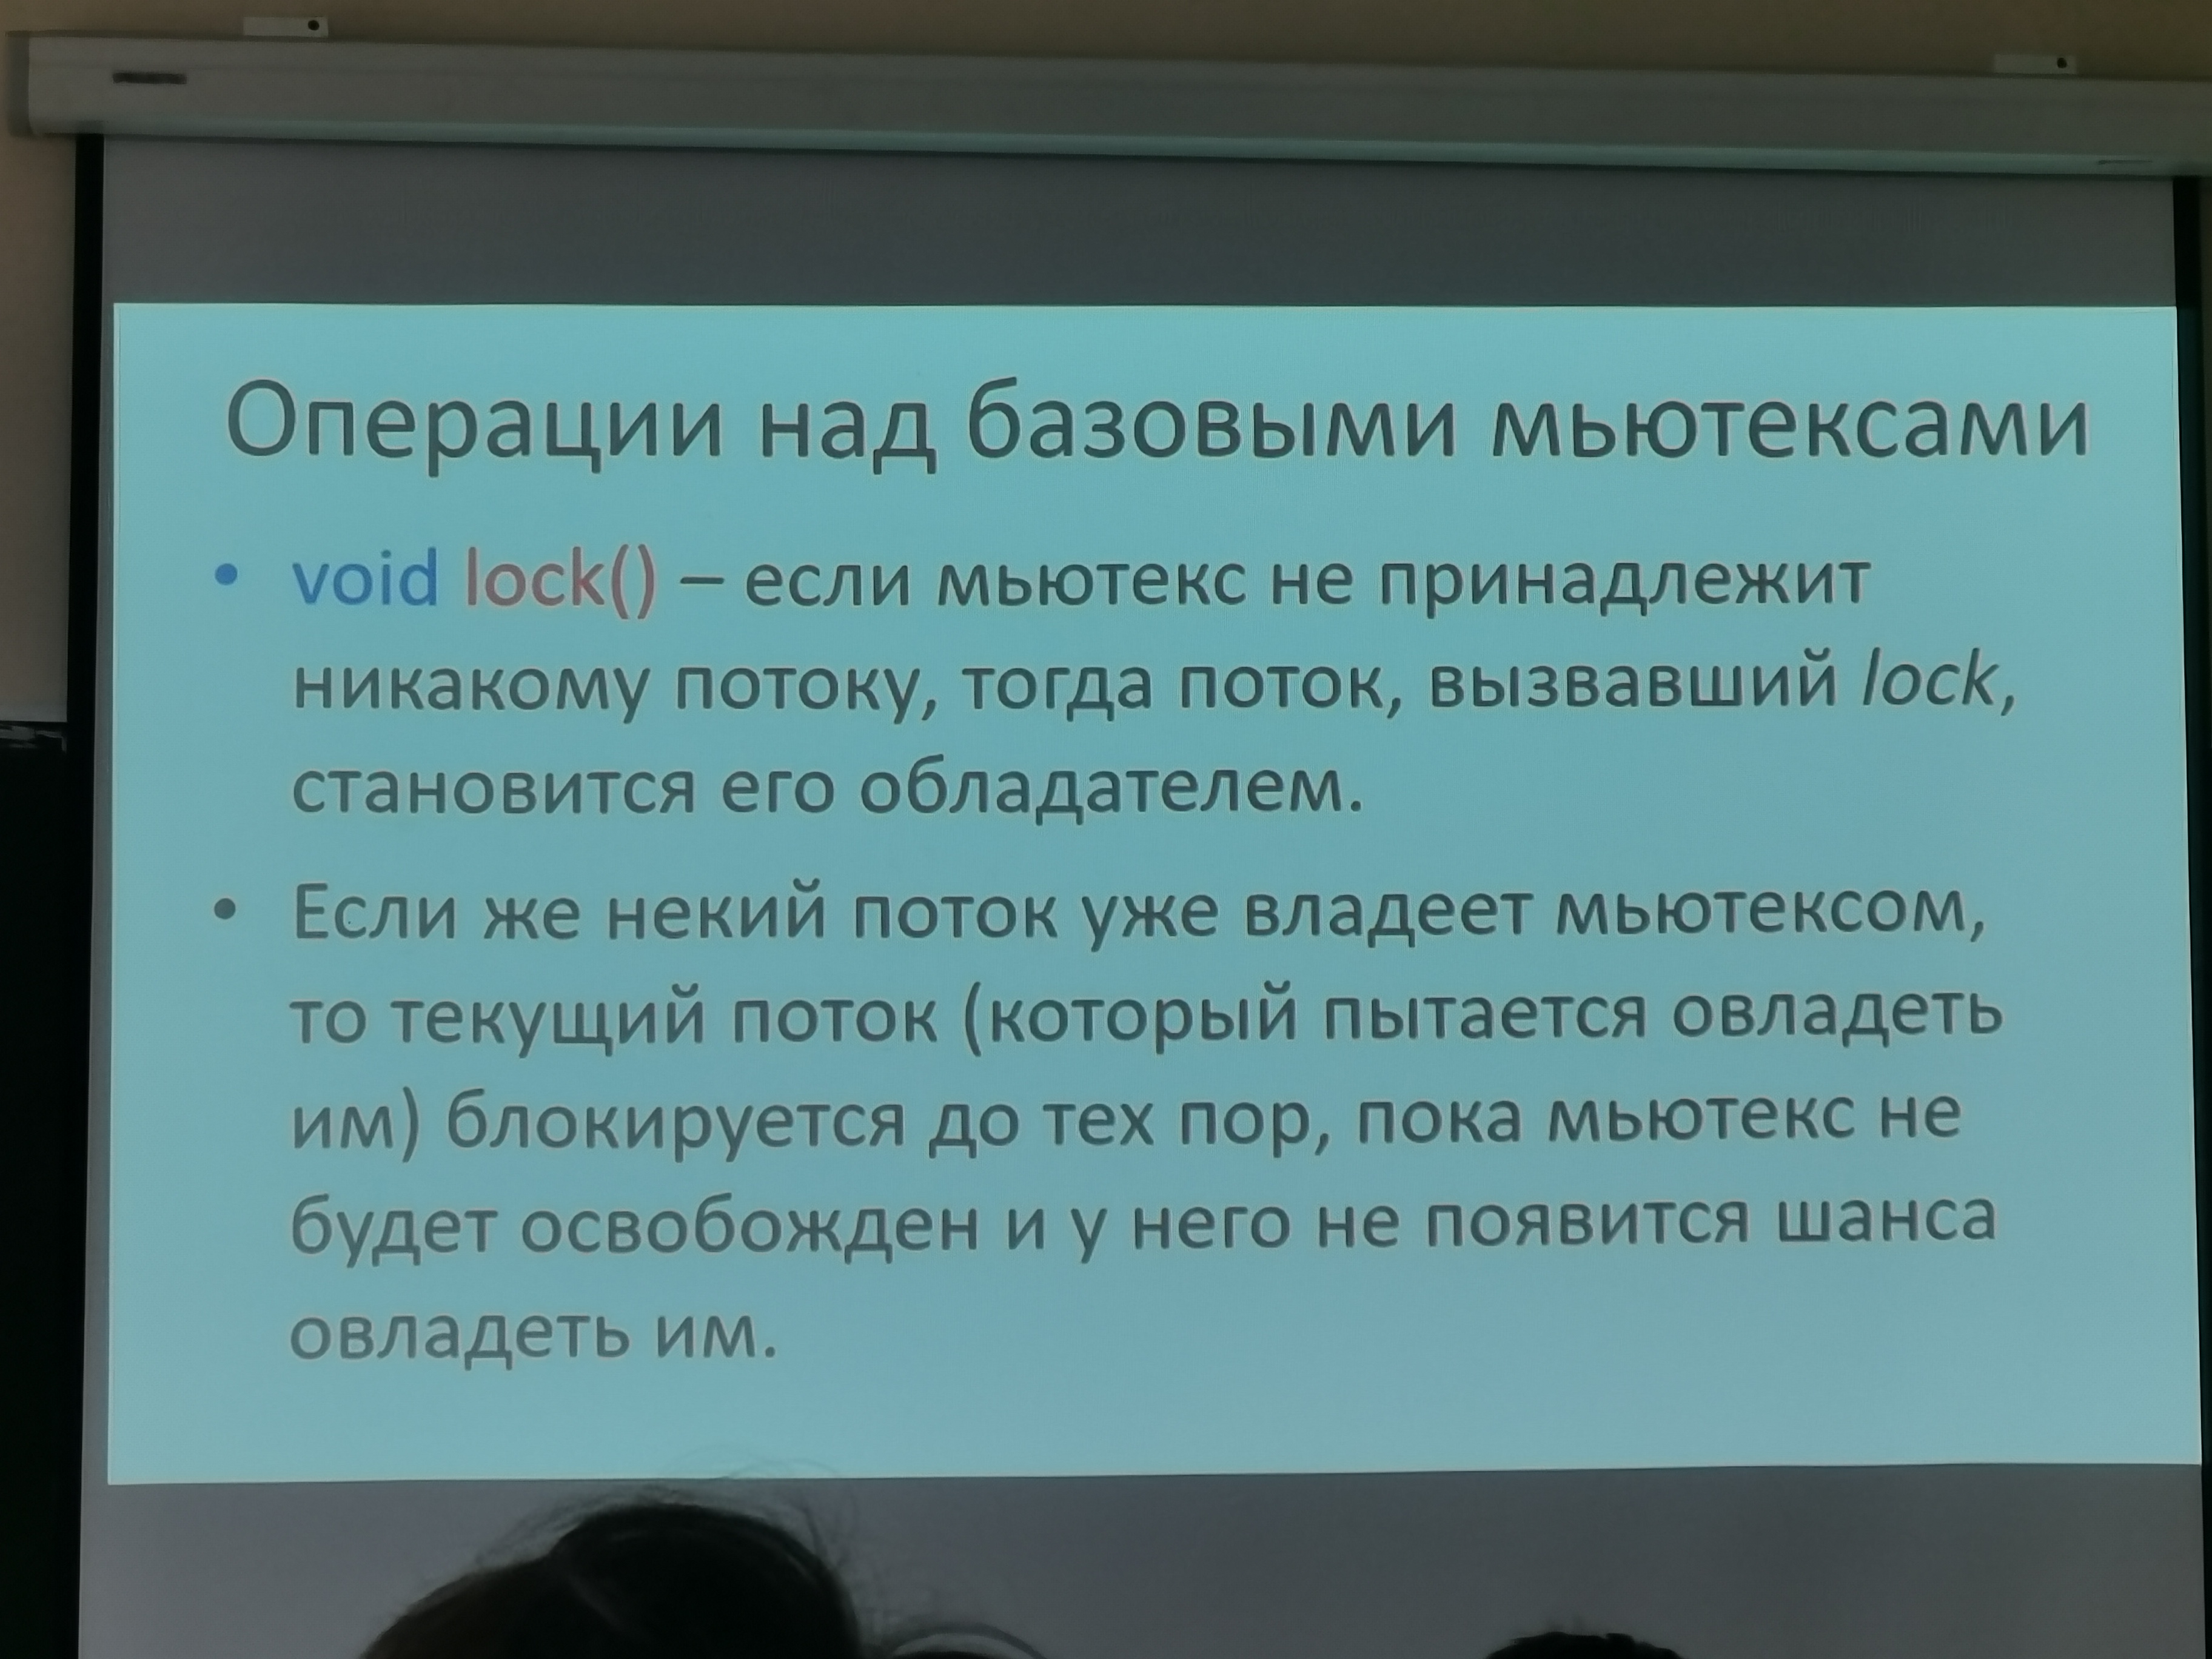 Операции над базовыми мьютексами
• void lock() – если мьютекс не принадлежит
никакому потоку, тогда поток, вызвавший lock,
становится его обладателем.
• Если же некий поток уже владеет мьютексом,
то текущий поток (который пытается овладеть
им) блокируется до тех пор, пока мьютекс не
будет освобожден и у него не появится шанса
овладеть им.